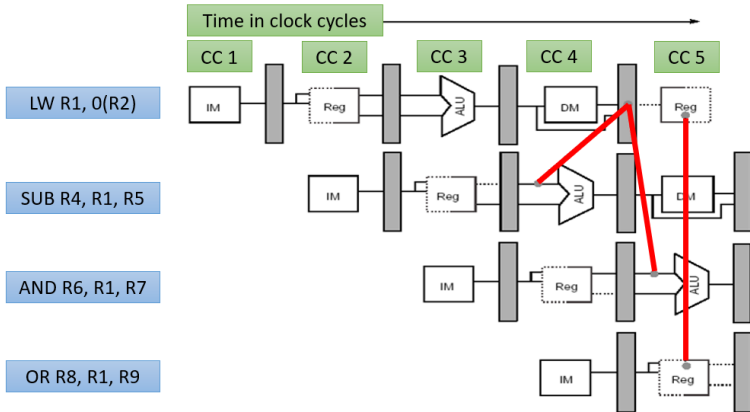 Time in clock cycles
CC 1 CC 2 CC 3 CC 4 CC 5
LW R1, 0(R2) IM Reg ALU DM Reg
SUB R4, R1, R5 IM Reg ALU DM
AND R6, R1, R7 IM Reg ALU
OR R8, R1, R9 IM Reg